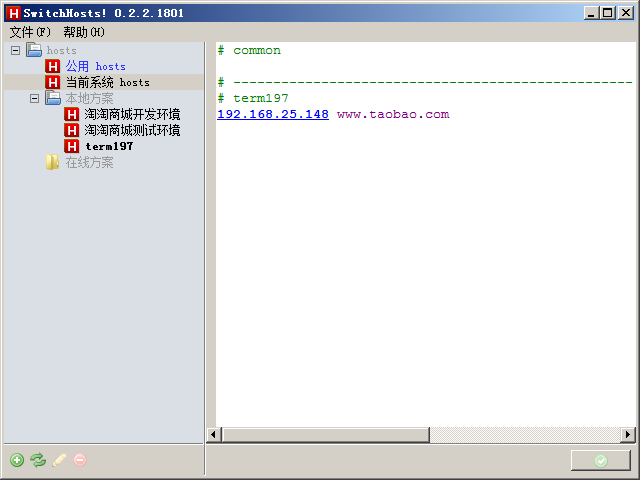 SwitchHosts! 0.2.2.1801
文件(F) 帮助(H)
hosts
公用 hosts
当前系统 hosts
本地方案
淘淘商城开发环境
淘淘商城测试环境
term197
在线方案
# common
# --------------------------------------------------
# term197
192.168.25.148 www.taobao.com